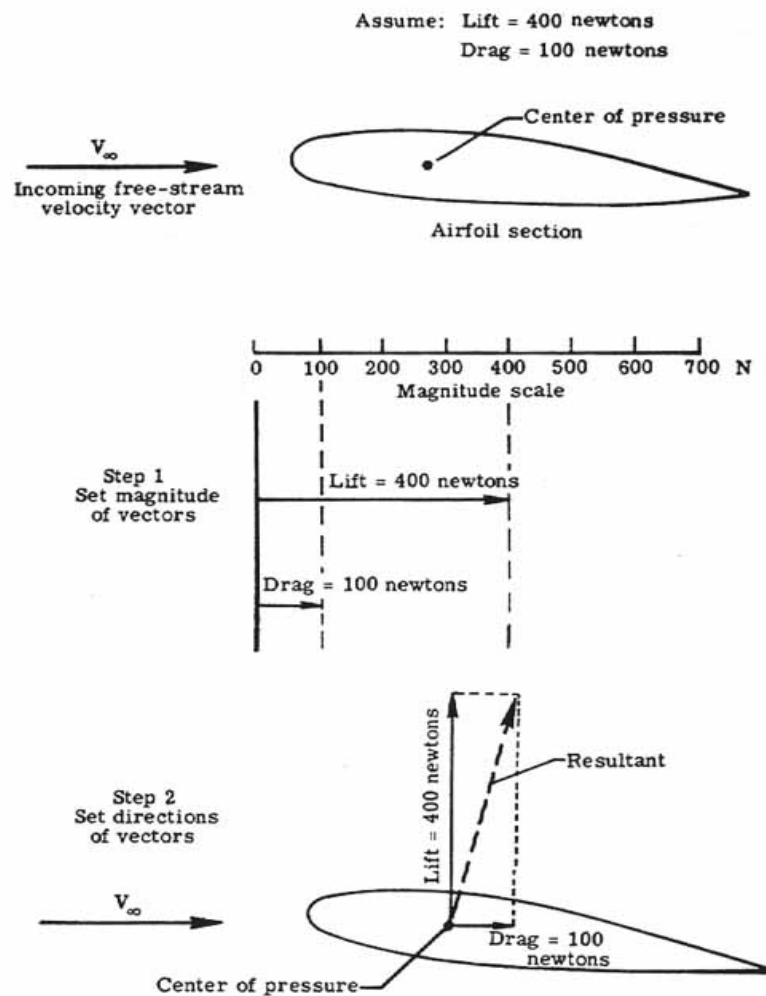 Assume: Lift = 400 newtons
Drag = 100 newtons
Center of pressure
V∞
Incoming free-stream
velocity vector
Airfoil section
0 100 200 300 400 500 600 700 N
Magnitude scale
Step 1
Set magnitude
of vectors
Lift = 400 newtons
Drag = 100 newtons
Step 2
Set directions
of vectors
Lift = 400 newtons
Resultant
V∞
Drag = 100
newtons
Center of pressure